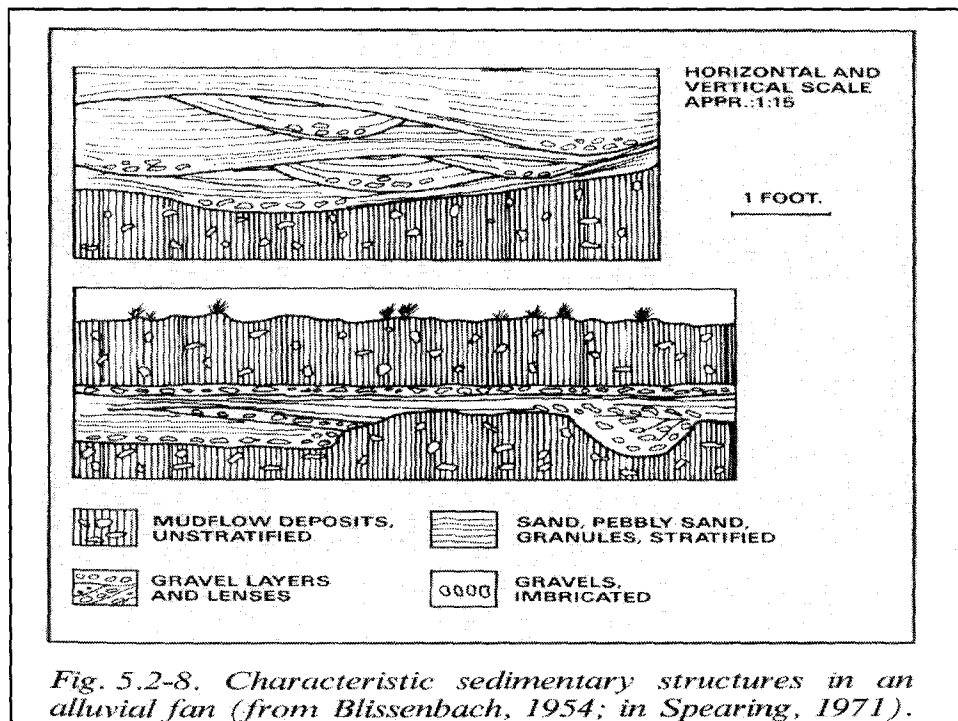 HORIZONTAL AND
VERTICAL SCALE
APPR.:1:15
1 FOOT.
MUDFLOW DEPOSITS,
UNSTRATIFIED
SAND, PEBBLY SAND,
GRANULES, STRATIFIED
GRAVEL LAYERS
AND LENSES
GRAVELS,
IMBRICATED
Fig. 5.2-8. Characteristic sedimentary structures in an
alluvial fan (from Blissenbach, 1954; in Spearing, 1971).